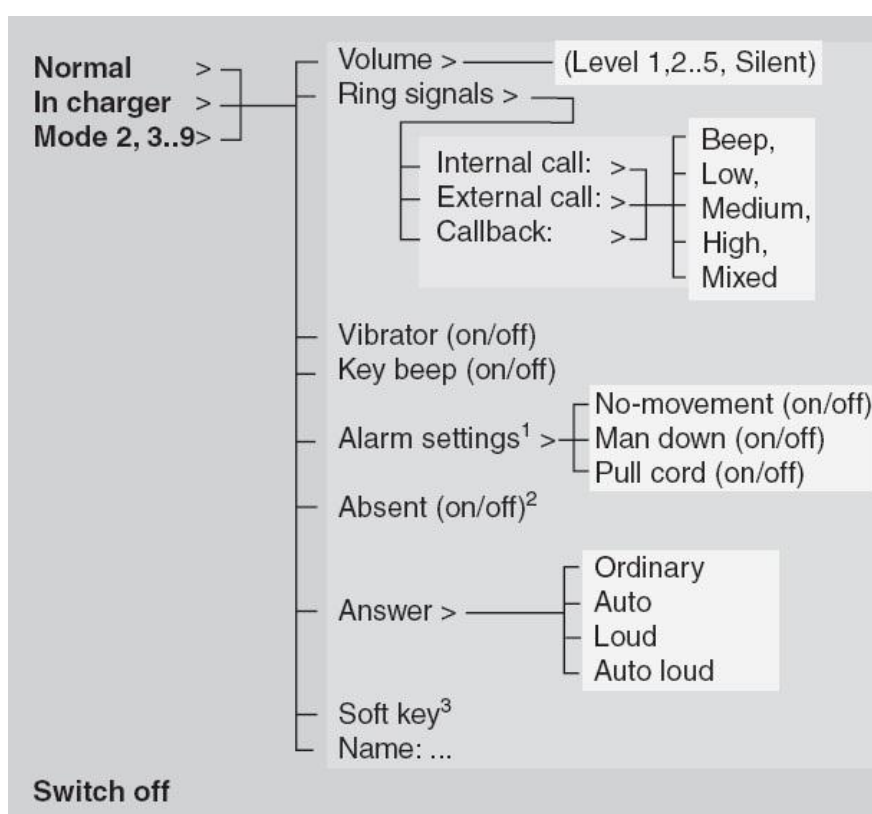 Normal >
In charger >
Mode 2, 3..9>
Volume > (Level 1,2..5, Silent)
Ring signals >
Internal call: >
External call: >
Callback: >
Beep,
Low,
Medium,
High,
Mixed
Vibrator (on/off)
Key beep (on/off)
Alarm settings¹ >
No-movement (on/off)
Man down (on/off)
Pull cord (on/off)
Absent (on/off)²
Answer >
Ordinary
Auto
Loud
Auto loud
Soft key³
Name: ...
Switch off